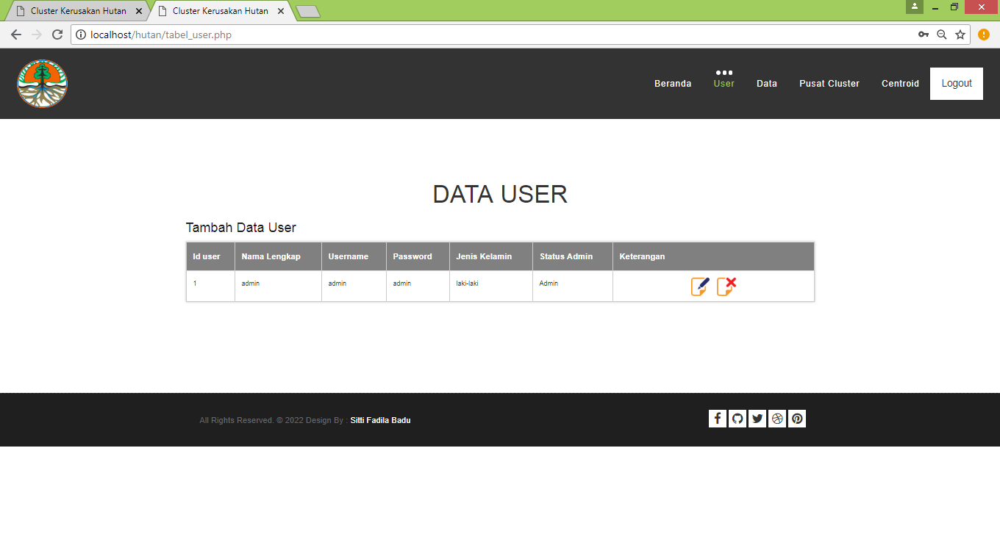 Cluster Kerusakan Hutan
Cluster Kerusakan Hutan
localhost/hutan/tabel_user.php
Beranda
User
Data
Pusat Cluster
Centroid
Logout
DATA USER
Tambah Data User
Id user Nama Lengkap Username Password Jenis Kelamin Status Admin Keterangan
1 admin admin admin laki-laki Admin
All Rights Reserved. © 2022 Design By : Sitti Fadila Badu